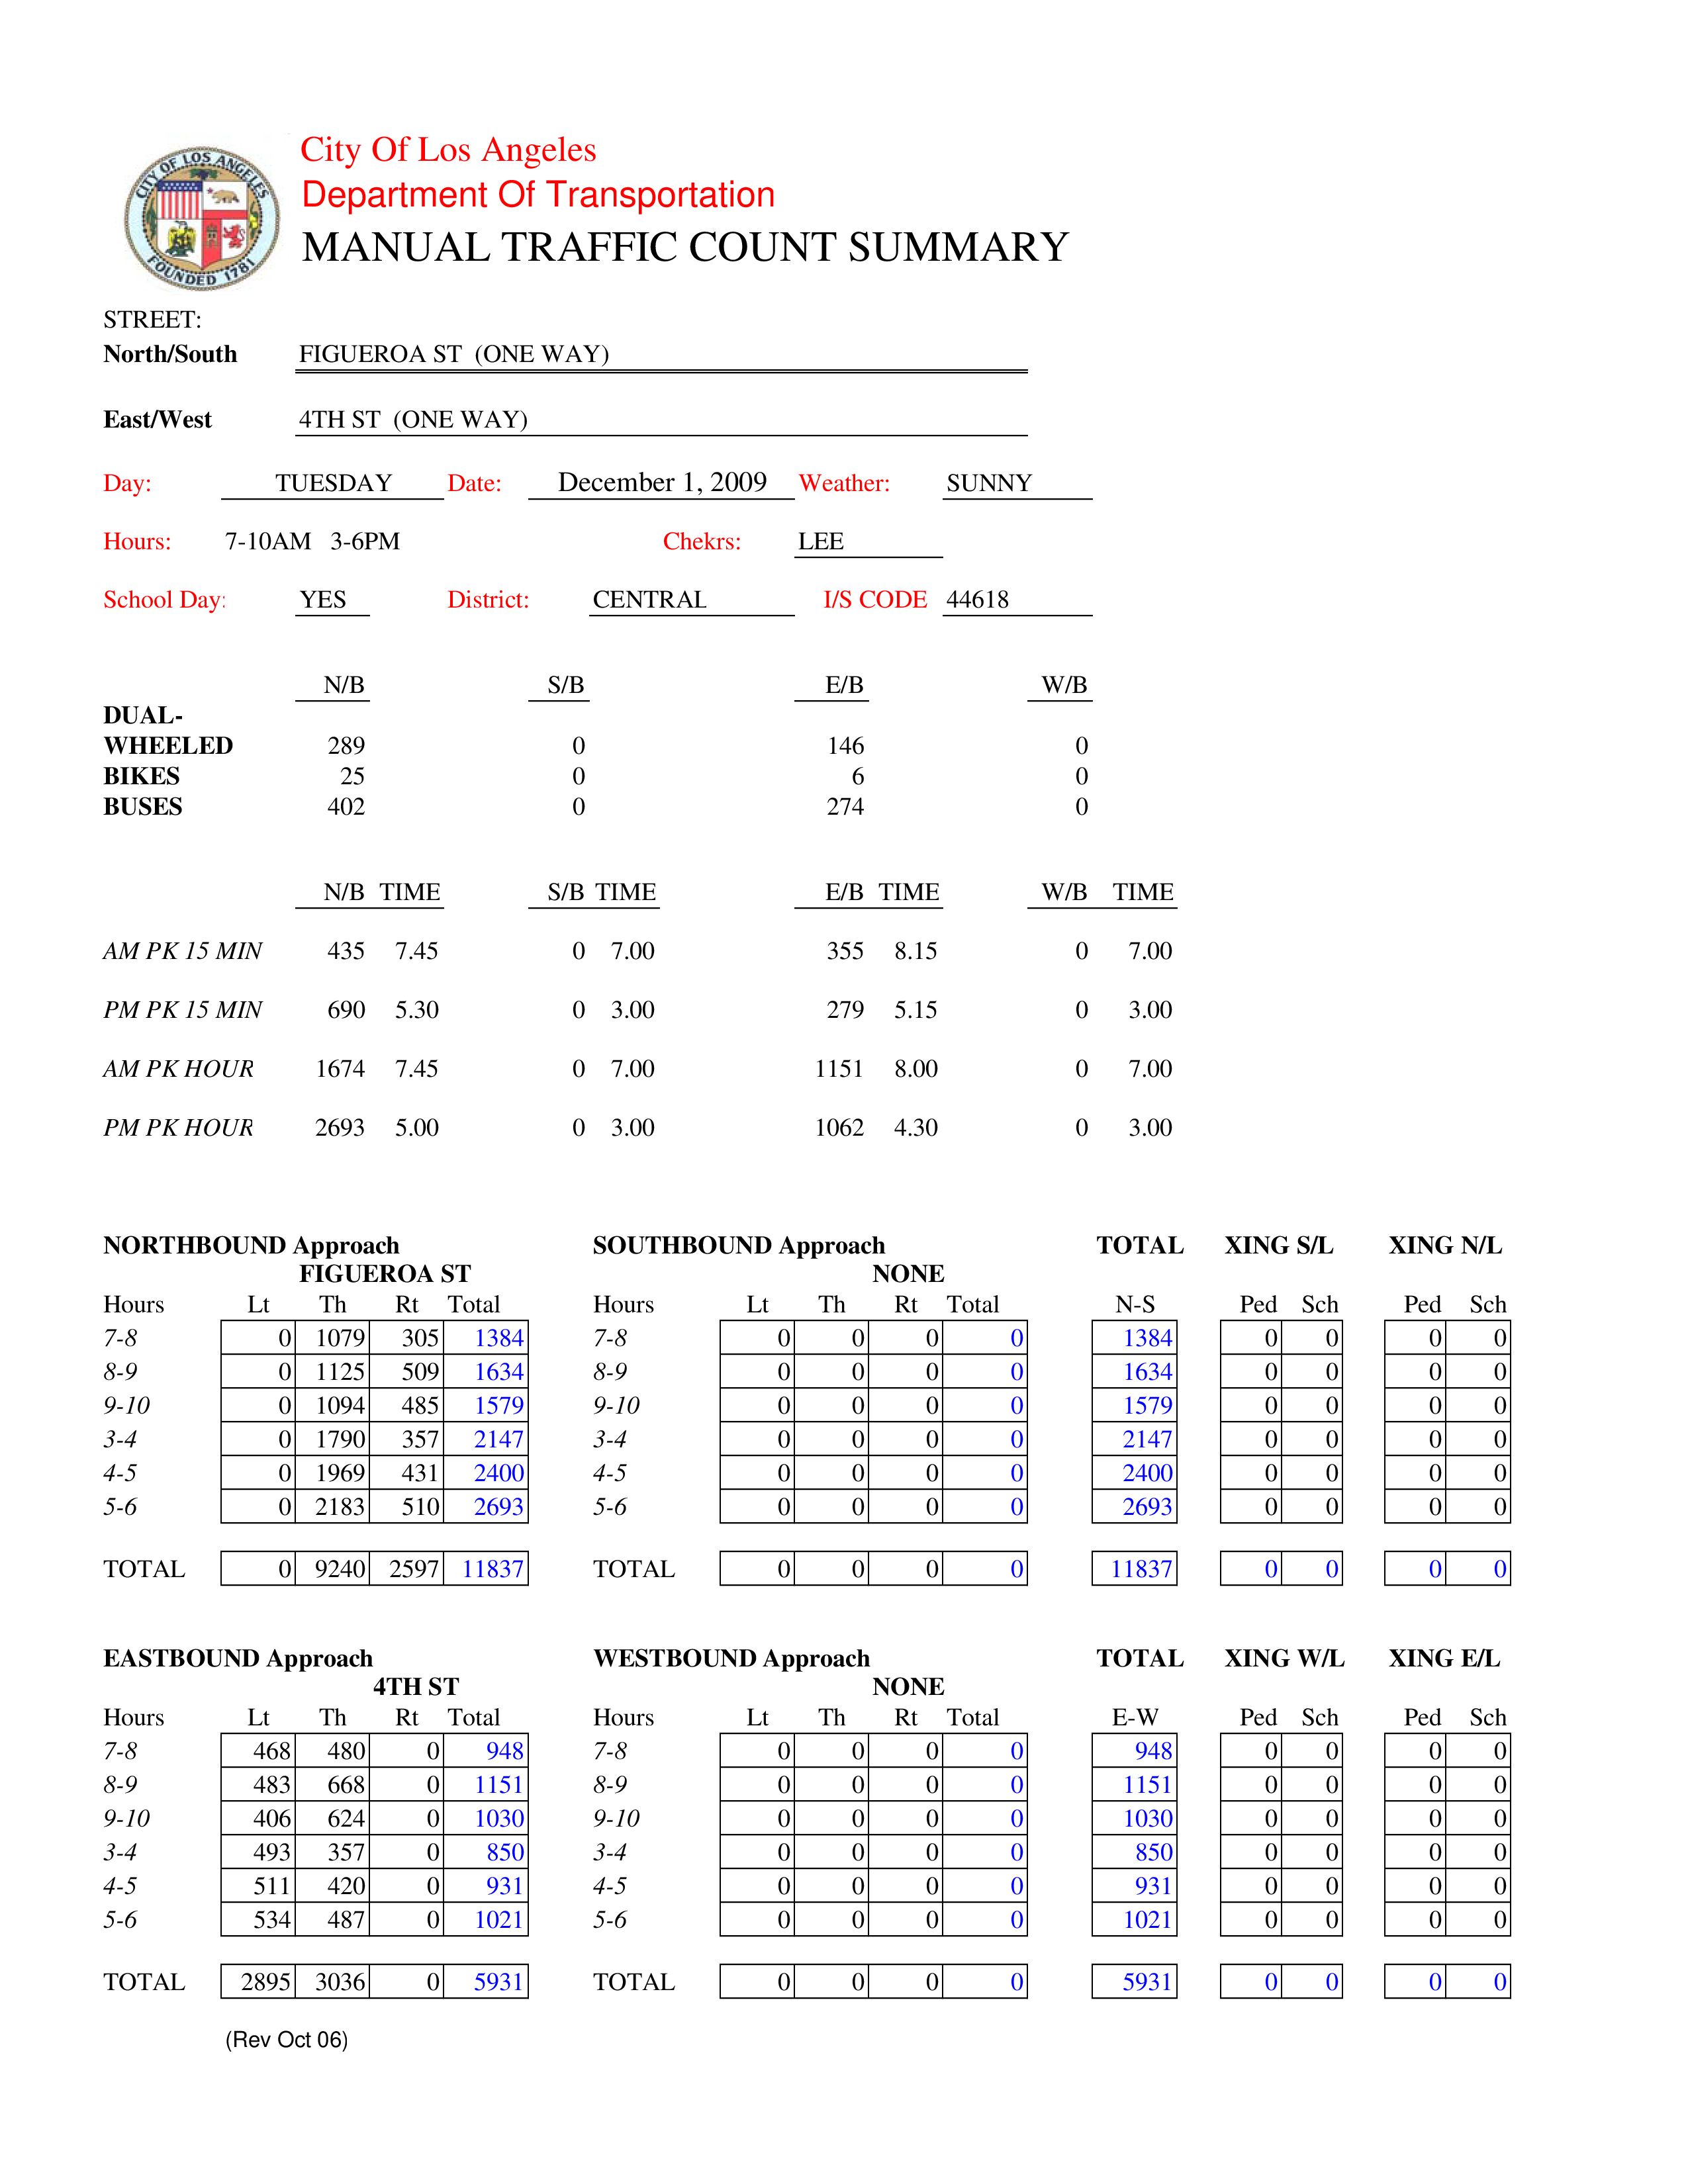 CITY OF LOS ANGELES
FOUNDED 1781
City Of Los Angeles
Department Of Transportation
MANUAL TRAFFIC COUNT SUMMARY
STREET:
North/South FIGUEROA ST (ONE WAY)
East/West 4TH ST (ONE WAY)
Day: TUESDAY Date: December 1, 2009 Weather: SUNNY
Hours: 7-10AM 3-6PM Chekrs: LEE
School Day: YES District: CENTRAL I/S CODE 44618
N/B S/B E/B W/B
DUAL-
WHEELED 289 0 146 0
BIKES 25 0 6 0
BUSES 402 0 274 0
N/B TIME S/B TIME E/B TIME W/B TIME
AM PK 15 MIN 435 7.45 0 7.00 355 8.15 0 7.00
PM PK 15 MIN 690 5.30 0 3.00 279 5.15 0 3.00
AM PK HOUR 1674 7.45 0 7.00 1151 8.00 0 7.00
PM PK HOUR 2693 5.00 0 3.00 1062 4.30 0 3.00
NORTHBOUND Approach SOUTHBOUND Approach TOTAL XING S/L XING N/L
FIGUEROA ST NONE
Hours Lt Th Rt Total Hours Lt Th Rt Total N-S Ped Sch Ped Sch
7-8 0 1079 305 1384 7-8 0 0 0 0 1384 0 0 0 0
8-9 0 1125 509 1634 8-9 0 0 0 0 1634 0 0 0 0
9-10 0 1094 485 1579 9-10 0 0 0 0 1579 0 0 0 0
3-4 0 1790 357 2147 3-4 0 0 0 0 2147 0 0 0 0
4-5 0 1969 431 2400 4-5 0 0 0 0 2400 0 0 0 0
5-6 0 2183 510 2693 5-6 0 0 0 0 2693 0 0 0 0
TOTAL 0 9240 2597 11837 TOTAL 0 0 0 0 11837 0 0 0 0
EASTBOUND Approach WESTBOUND Approach TOTAL XING W/L XING E/L
4TH ST NONE
Hours Lt Th Rt Total Hours Lt Th Rt Total E-W Ped Sch Ped Sch
7-8 468 480 0 948 7-8 0 0 0 0 948 0 0 0 0
8-9 483 668 0 1151 8-9 0 0 0 0 1151 0 0 0 0
9-10 406 624 0 1030 9-10 0 0 0 0 1030 0 0 0 0
3-4 493 357 0 850 3-4 0 0 0 0 850 0 0 0 0
4-5 511 420 0 931 4-5 0 0 0 0 931 0 0 0 0
5-6 534 487 0 1021 5-6 0 0 0 0 1021 0 0 0 0
TOTAL 2895 3036 0 5931 TOTAL 0 0 0 0 5931 0 0 0 0
(Rev Oct 06)